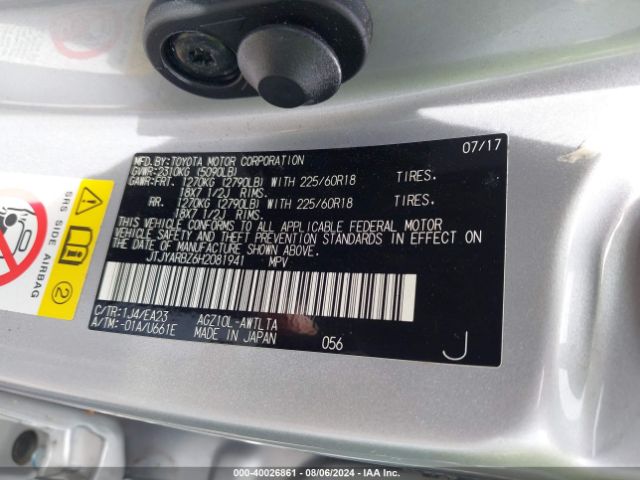 MFD. BY:TOYOTA MOTOR CORPORATION 07/17
GVWR:2310KG (5090LB)
GAWR:FRT. 1270KG (2790LB) WITH 225/60R18 TIRES.
18X7 1/2J RIMS.
RR. 1270KG (2790LB) WITH 225/60R18 TIRES.
18X7 1/2J RIMS.
THIS VEHICLE CONFORMS TO ALL APPLICABLE FEDERAL MOTOR
VEHICLE SAFETY AND THEFT PREVENTION STANDARDS IN EFFECT ON
THE DATE OF MANUFACTURE SHOWN ABOVE.
JTJYARBZ6H2081941 MPV
C/TR:1J4/EA23 AGZ10L-AWTLTA
A/TM:-01A/U661E MADE IN JAPAN 056
J
SRS SIDE AIRBAG
2
000-40026861 - 08/06/2024 - IAA Inc.